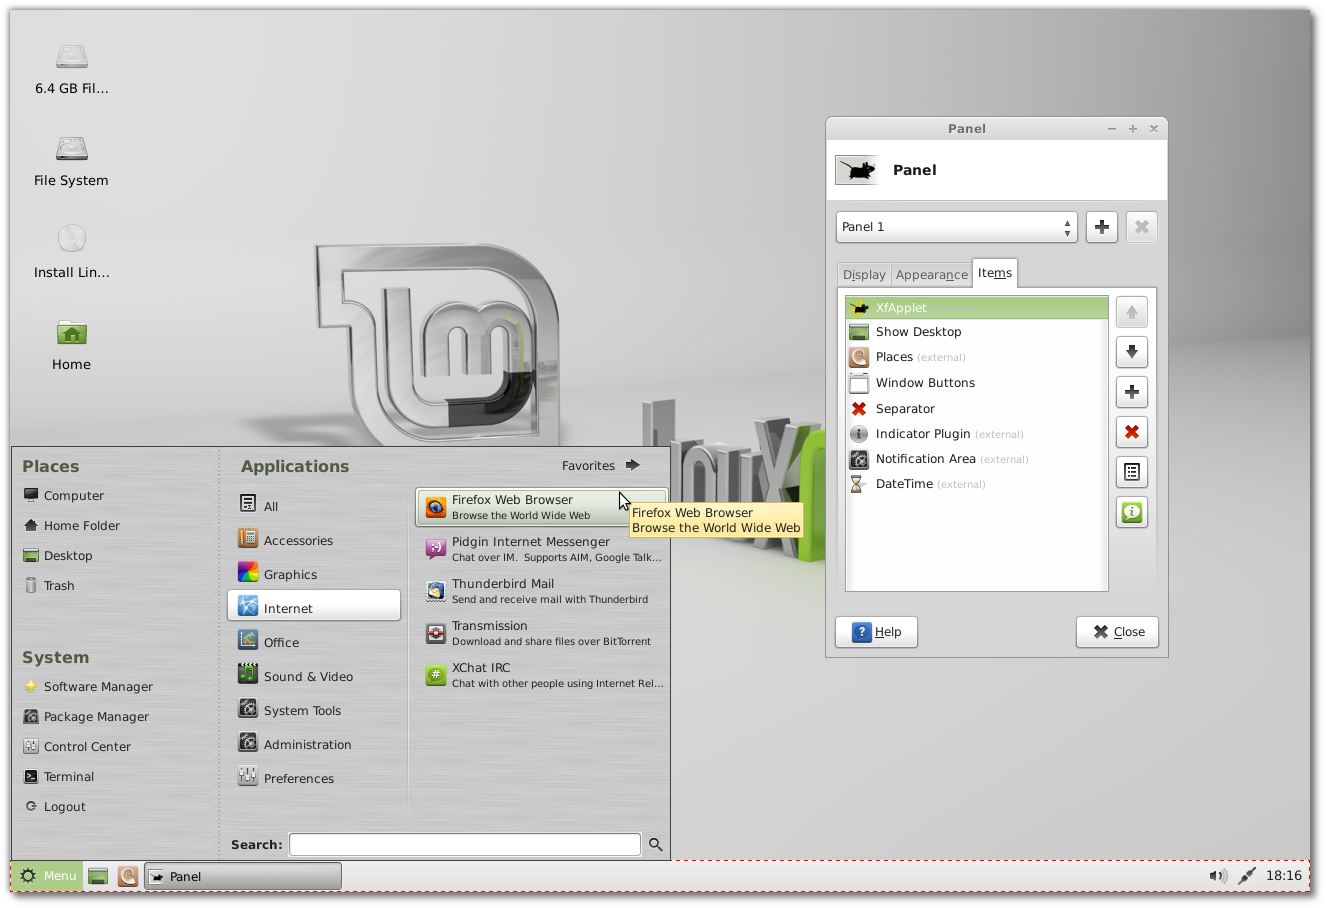 6.4 GB Fil...
File System
Install Lin...
Home
Panel
Panel
Panel 1
Display
Appearance
Items
XfApplet
Show Desktop
Places (external)
Window Buttons
Separator
Indicator Plugin (external)
Notification Area (external)
DateTime (external)
Help
Close
Places
Computer
Home Folder
Desktop
Trash
System
Software Manager
Package Manager
Control Center
Terminal
Logout
Applications
Favorites
All
Accessories
Graphics
Internet
Office
Sound & Video
System Tools
Administration
Preferences
Firefox Web Browser
Browse the World Wide Web
Pidgin Internet Messenger
Chat over IM. Supports AIM, Google Talk...
Thunderbird Mail
Send and receive mail with Thunderbird
Transmission
Download and share files over BitTorrent
XChat IRC
Chat with other people using Internet Rel...
Firefox Web Browser
Browse the World Wide Web
Search:
Menu
Panel
18:16